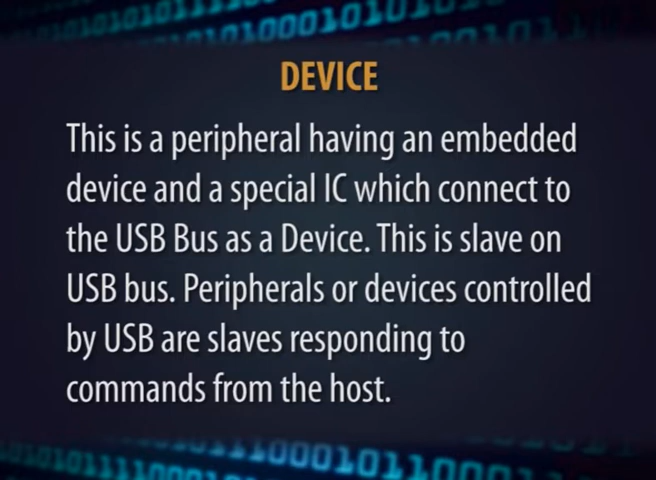 DEVICE
This is a peripheral having an embedded
device and a special IC which connect to
the USB Bus as a Device. This is slave on
USB bus. Peripherals or devices controlled
by USB are slaves responding to
commands from the host.